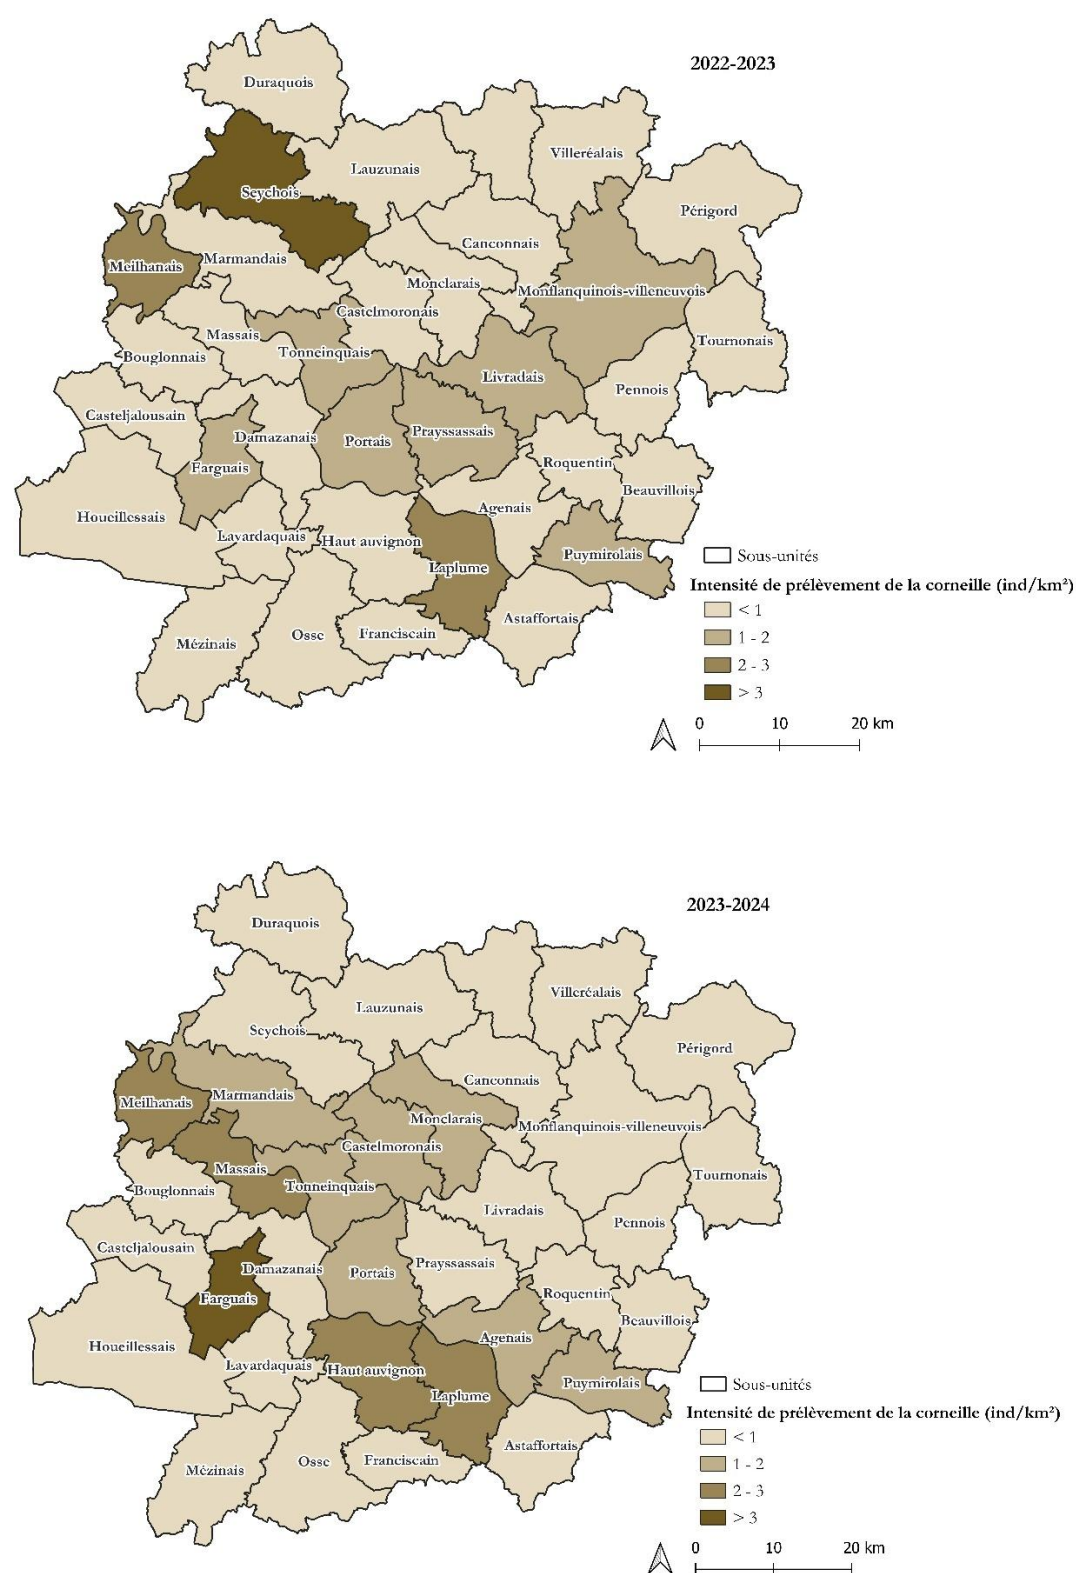 2022-2023
Duraquois
Villeréalais
Lauzunais
Seychois
Périgord
Canconnais
Marmandais
Meilhanais
Monclarais
Monflanquinois-villeneuvois
Castelmoronais
Massais
Tournonais
Tonneinquais
Bouglonnais
Livradais
Pennois
Casteljalousain
Prayssassais
Damazanais
Portais
Roquentin
Farguais
Beauvillois
Agenais
Houeillessais
Lavardaquais
Haut auvignon
Puymirolais
Laplume
Astaffortais
Osse
Franciscain
Mézinais
Sous-unités
Intensité de prélèvement de la corneille (ind/km²)
< 1
1 - 2
2 - 3
> 3
0 10 20 km
2023-2024
Duraquois
Villeréalais
Lauzunais
Seychois
Périgord
Canconnais
Marmandais
Meilhanais
Monclarais
Monflanquinois-villeneuvois
Castelmoronais
Massais
Tournonais
Tonneinquais
Bouglonnais
Livradais
Pennois
Casteljalousain
Prayssassais
Damazanais
Portais
Roquentin
Farguais
Beauvillois
Agenais
Houeillessais
Lavardaquais
Haut auvignon
Puymirolais
Laplume
Astaffortais
Osse
Franciscain
Mézinais
Sous-unités
Intensité de prélèvement de la corneille (ind/km²)
< 1
1 - 2
2 - 3
> 3
0 10 20 km